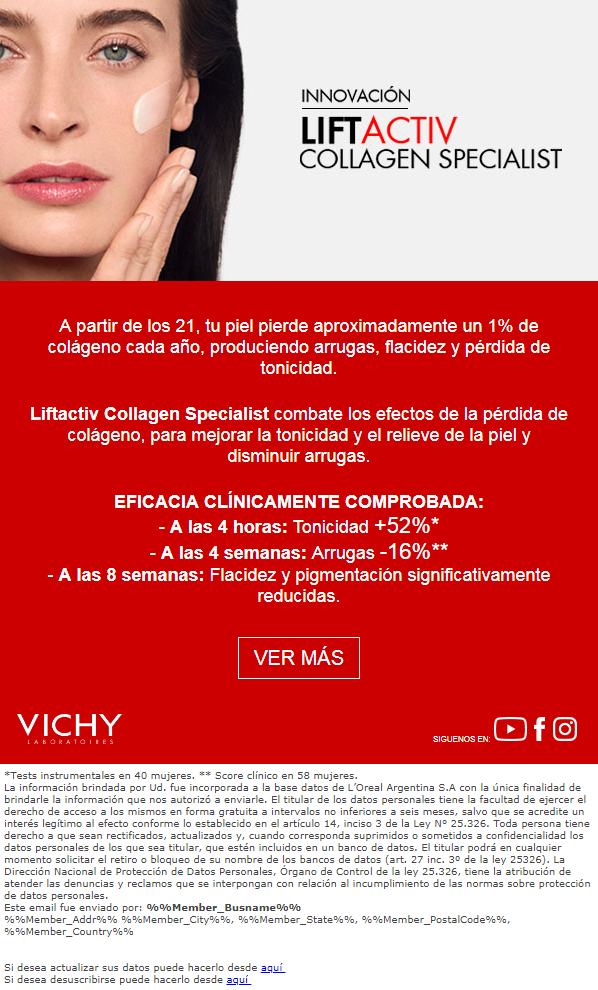 INNOVACIÓN
LIFTACTIV
COLLAGEN SPECIALIST
A partir de los 21, tu piel pierde aproximadamente un 1% de
colágeno cada año, produciendo arrugas, flacidez y pérdida de
tonicidad.
Liftactiv Collagen Specialist combate los efectos de la pérdida de
colágeno, para mejorar la tonicidad y el relieve de la piel y
disminuir arrugas.
EFICACIA CLÍNICAMENTE COMPROBADA:
- A las 4 horas: Tonicidad +52%*
- A las 4 semanas: Arrugas -16%**
- A las 8 semanas: Flacidez y pigmentación significativamente
reducidas.
VER MÁS
VICHY
LABORATOIRES
SIGUENOS EN:
*Tests instrumentales en 40 mujeres. ** Score clínico en 58 mujeres.
La información brindada por Ud. fue incorporada a la base datos de L'Oreal Argentina S.A con la única finalidad de
brindarle la información que nos autorizó a enviarle. El titular de los datos personales tiene la facultad de ejercer el
derecho de acceso a los mismos en forma gratuita a intervalos no inferiores a seis meses, salvo que se acredite un
interés legítimo al efecto conforme lo establecido en el artículo 14, inciso 3 de la Ley Nº 25.326. Toda persona tiene
derecho a que sean rectificados, actualizados y, cuando corresponda suprimidos o sometidos a confidencialidad los
datos personales de los que sea titular, que estén incluidos en un banco de datos. El titular podrá en cualquier
momento solicitar el retiro o bloqueo de su nombre de los bancos de datos (art. 27 inc. 3º de la ley 25326). La
Dirección Nacional de Protección de Datos Personales, Órgano de Control de la ley 25.326, tiene la atribución de
atender las denuncias y reclamos que se interpongan con relación al incumplimiento de las normas sobre protección
de datos personales.
Este email fue enviado por: %%Member_Busname%%
%%Member_Addr%% %%Member_City%%, %%Member_State%%, %%Member_PostalCode%%,
%%Member_Country%%
Si desea actualizar sus datos puede hacerlo desde aquí
Si desea desuscribirse puede hacerlo desde aquí